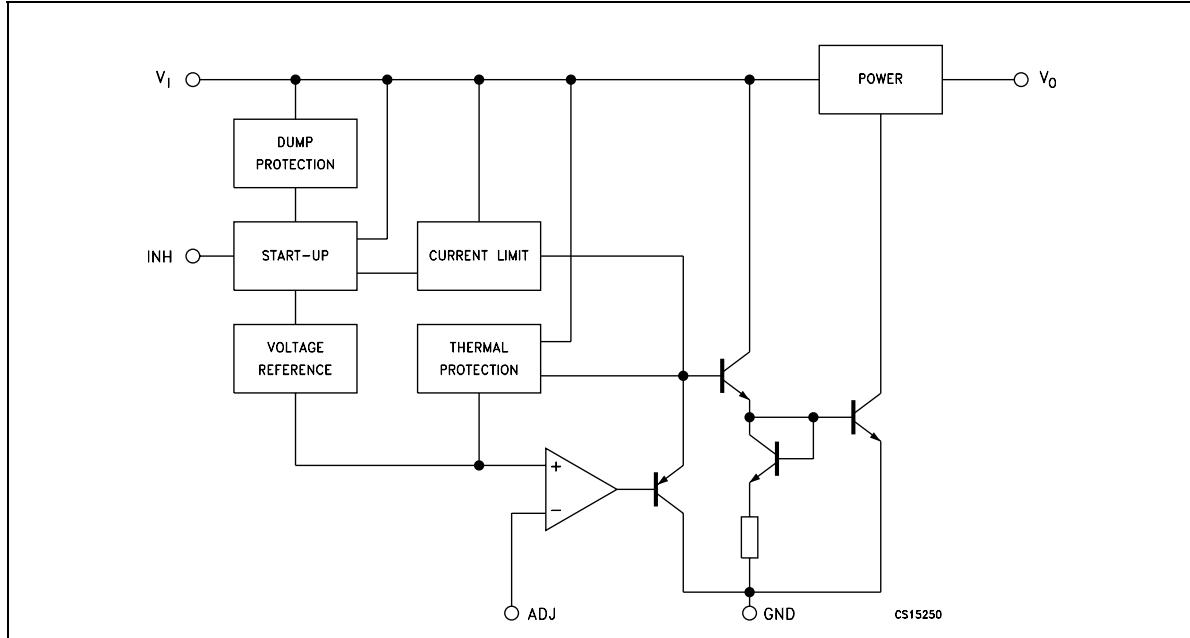 V_I
POWER
V_O
DUMP
PROTECTION
INH
START-UP
CURRENT LIMIT
VOLTAGE
REFERENCE
THERMAL
PROTECTION
+
−
ADJ
GND
CS15250